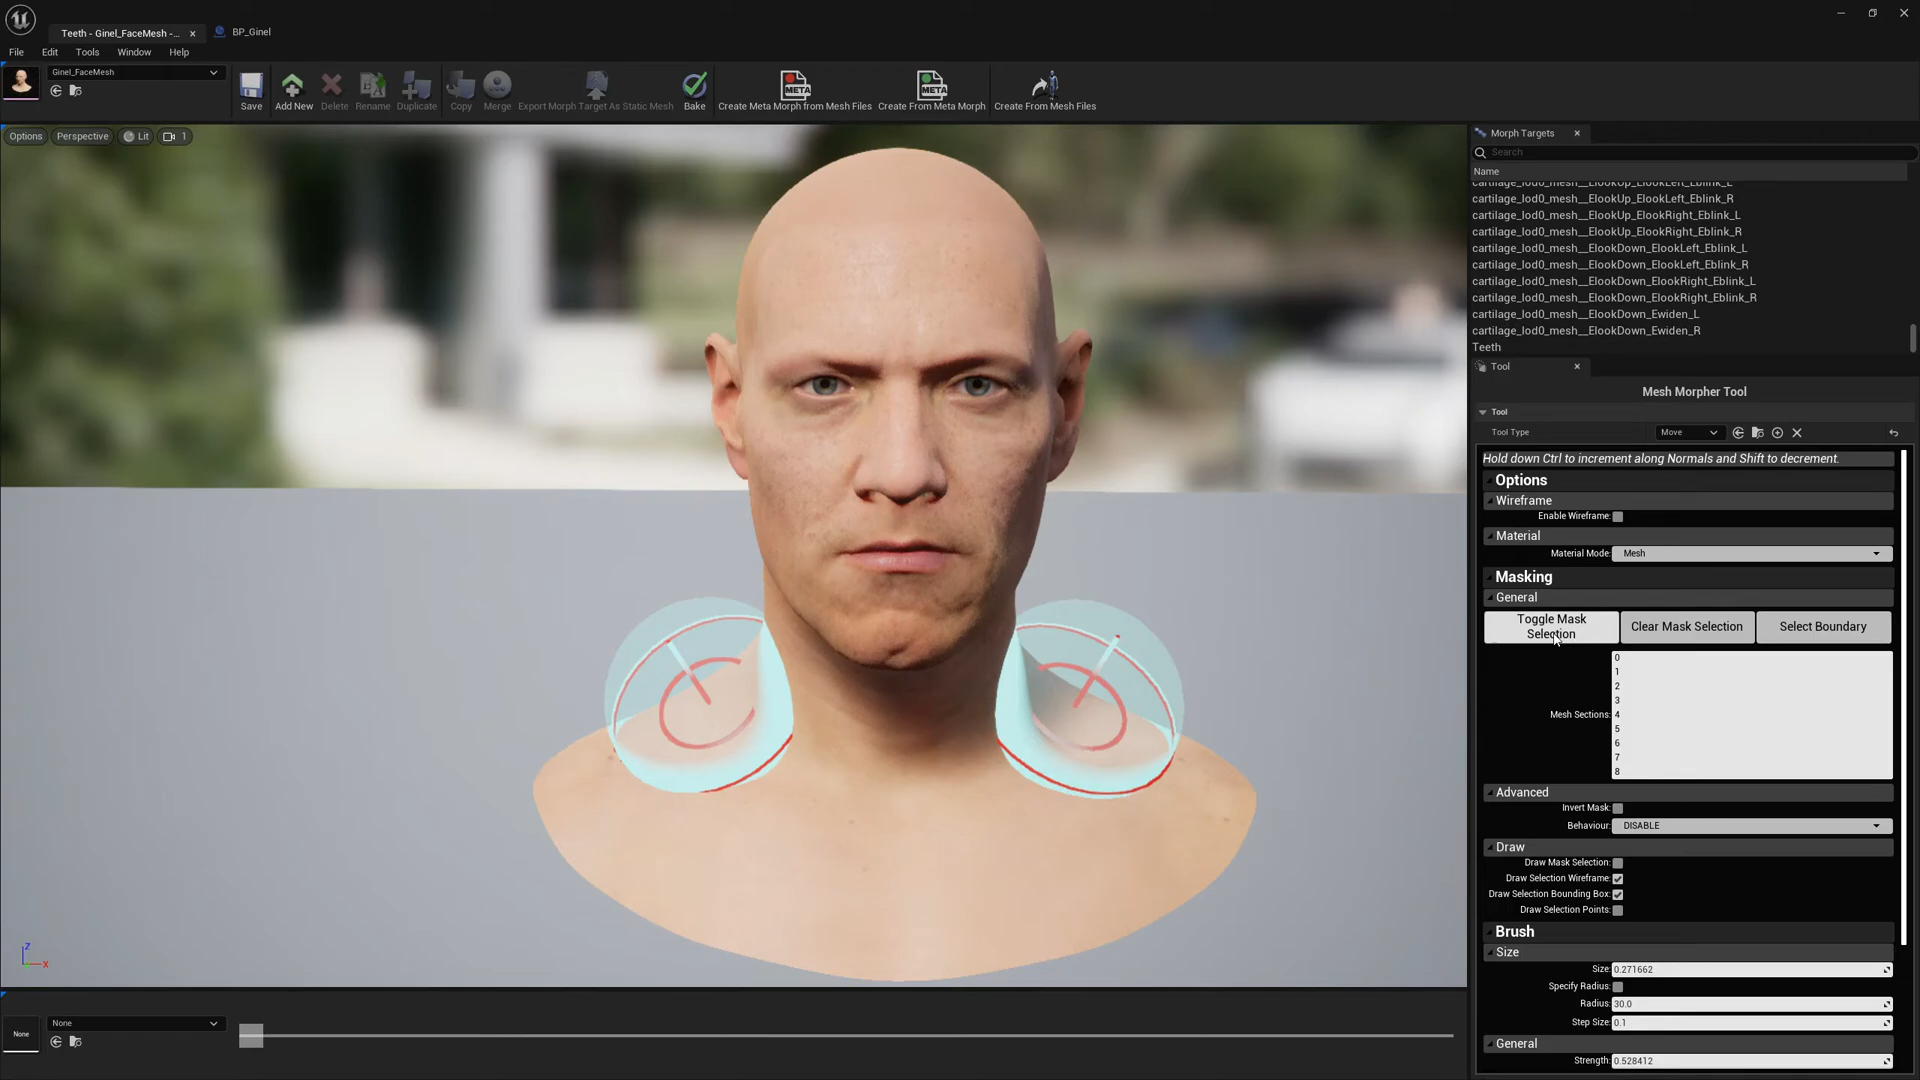 Teeth - Ginel_FaceMesh -...
BP_Ginel
File Edit Tools Window Help
Ginel_FaceMesh
Save
Add New
Delete
Rename
Duplicate
Copy
Merge
Export Morph Target As Static Mesh
Bake
META
Create Meta Morph from Mesh Files
META
Create From Meta Morph
Create From Mesh Files
Options
Perspective
Lit
1
Morph Targets
Search
Name
cartilage_lod0_mesh__ElookUp_ElookLeft_Eblink_L
cartilage_lod0_mesh__ElookUp_ElookLeft_Eblink_R
cartilage_lod0_mesh__ElookUp_ElookRight_Eblink_L
cartilage_lod0_mesh__ElookUp_ElookRight_Eblink_R
cartilage_lod0_mesh__ElookDown_ElookLeft_Eblink_L
cartilage_lod0_mesh__ElookDown_ElookLeft_Eblink_R
cartilage_lod0_mesh__ElookDown_ElookRight_Eblink_L
cartilage_lod0_mesh__ElookDown_ElookRight_Eblink_R
cartilage_lod0_mesh__ElookDown_Ewiden_L
cartilage_lod0_mesh__ElookDown_Ewiden_R
Teeth
Tool
Mesh Morpher Tool
Tool
Tool Type Move
Hold down Ctrl to increment along Normals and Shift to decrement.
Options
Wireframe
Enable Wireframe:
Material
Material Mode: Mesh
Masking
General
Toggle Mask Selection
Clear Mask Selection
Select Boundary
Mesh Sections:
0
1
2
3
4
5
6
7
8
Advanced
Invert Mask:
Behaviour: DISABLE
Draw
Draw Mask Selection:
Draw Selection Wireframe:
Draw Selection Bounding Box:
Draw Selection Points:
Brush
Size
Size: 0.271662
Specify Radius:
Radius: 30.0
Step Size: 0.1
General
Strength: 0.528412
z
x
None
None